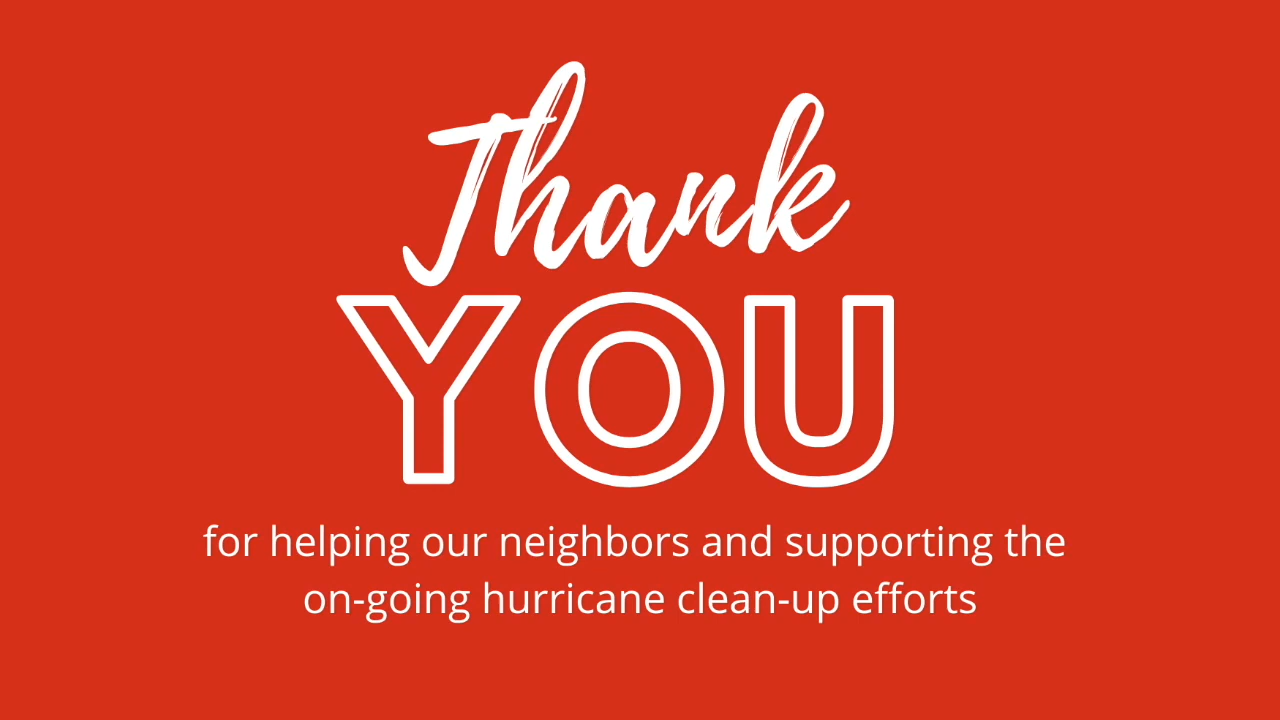 Thank
YOU
for helping our neighbors and supporting the
on-going hurricane clean-up efforts